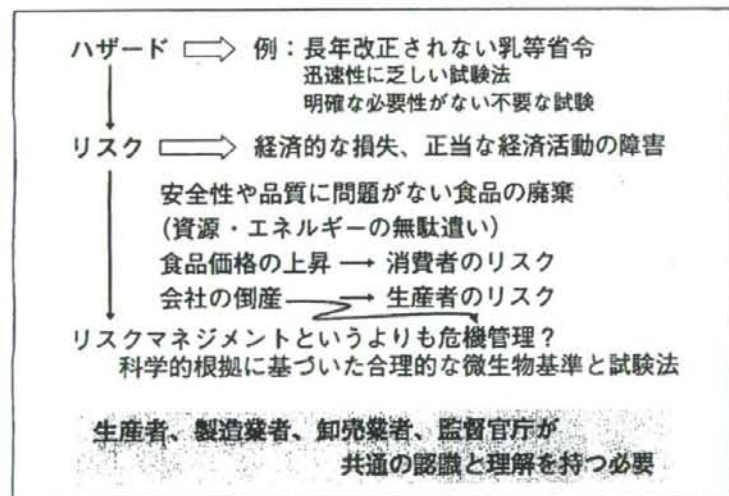 ハザード ⇨ 例：長年改正されない乳等省令
迅速性に乏しい試験法
明確な必要性がない不要な試験
リスク ⇨ 経済的な損失、正当な経済活動の障害
安全性や品質に問題がない食品の廃棄
(資源・エネルギーの無駄遣い)
食品価格の上昇 → 消費者のリスク
会社の倒産 → 生産者のリスク
リスクマネジメントというよりも危機管理？
科学的根拠に基づいた合理的な微生物基準と試験法
生産者、製造業者、卸売業者、監督官庁が
共通の認識と理解を持つ必要